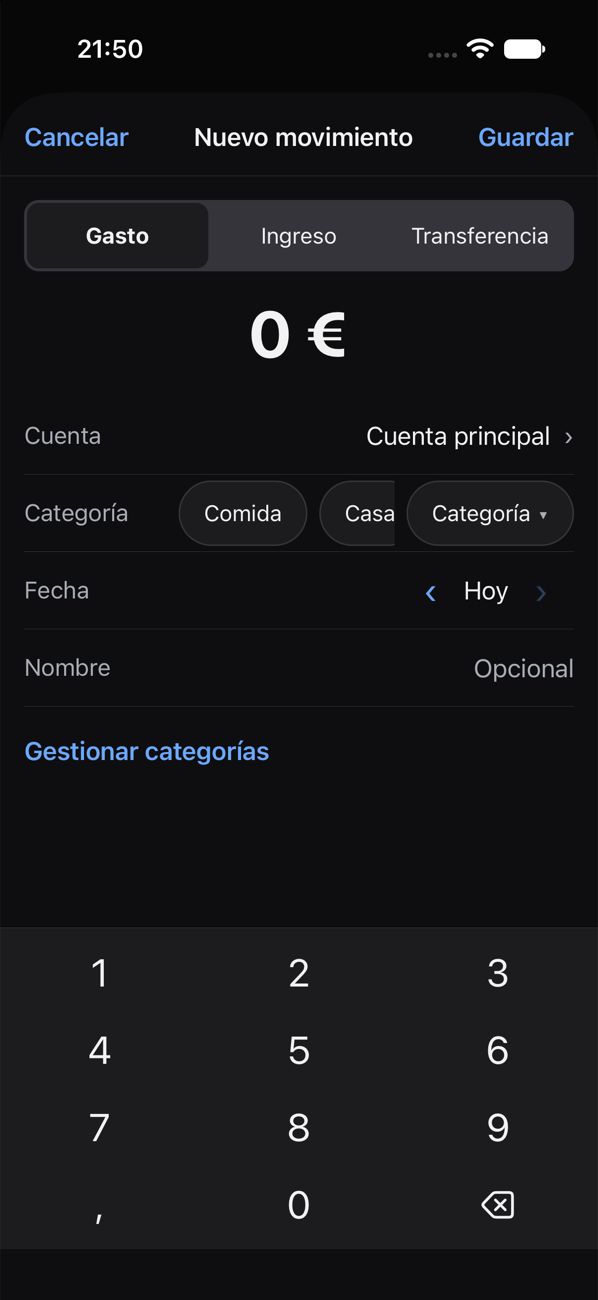 21:50
Cancelar Nuevo movimiento Guardar
Gasto Ingreso Transferencia
0 €
Cuenta Cuenta principal ›
Categoría Comida Casa Categoría ▾
Fecha ‹ Hoy ›
Nombre Opcional
Gestionar categorías
1 2 3
4 5 6
7 8 9
, 0